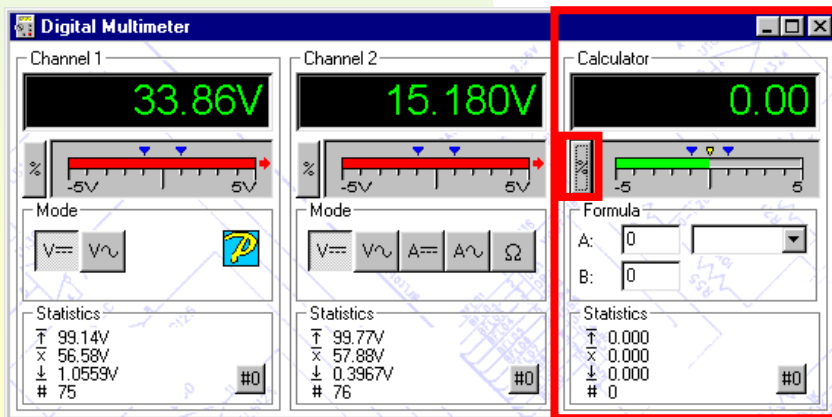 Digital Multimeter
Channel 1
33.86V
%
-5V 5V
Mode
V⎓ V∿
P
Statistics
↑ 99.14V
x̅ 56.58V
↓ 1.0559V
# 75
#0
Channel 2
15.180V
%
-5V 5V
Mode
V⎓ V∿ A⎓ A∿ Ω
Statistics
↑ 99.77V
x̅ 57.88V
↓ 0.3967V
# 76
#0
Calculator
0.00
%
-5 5
Formula
A: 0
B: 0
Statistics
↑ 0.000
x̅ 0.000
↓ 0.000
# 0
#0